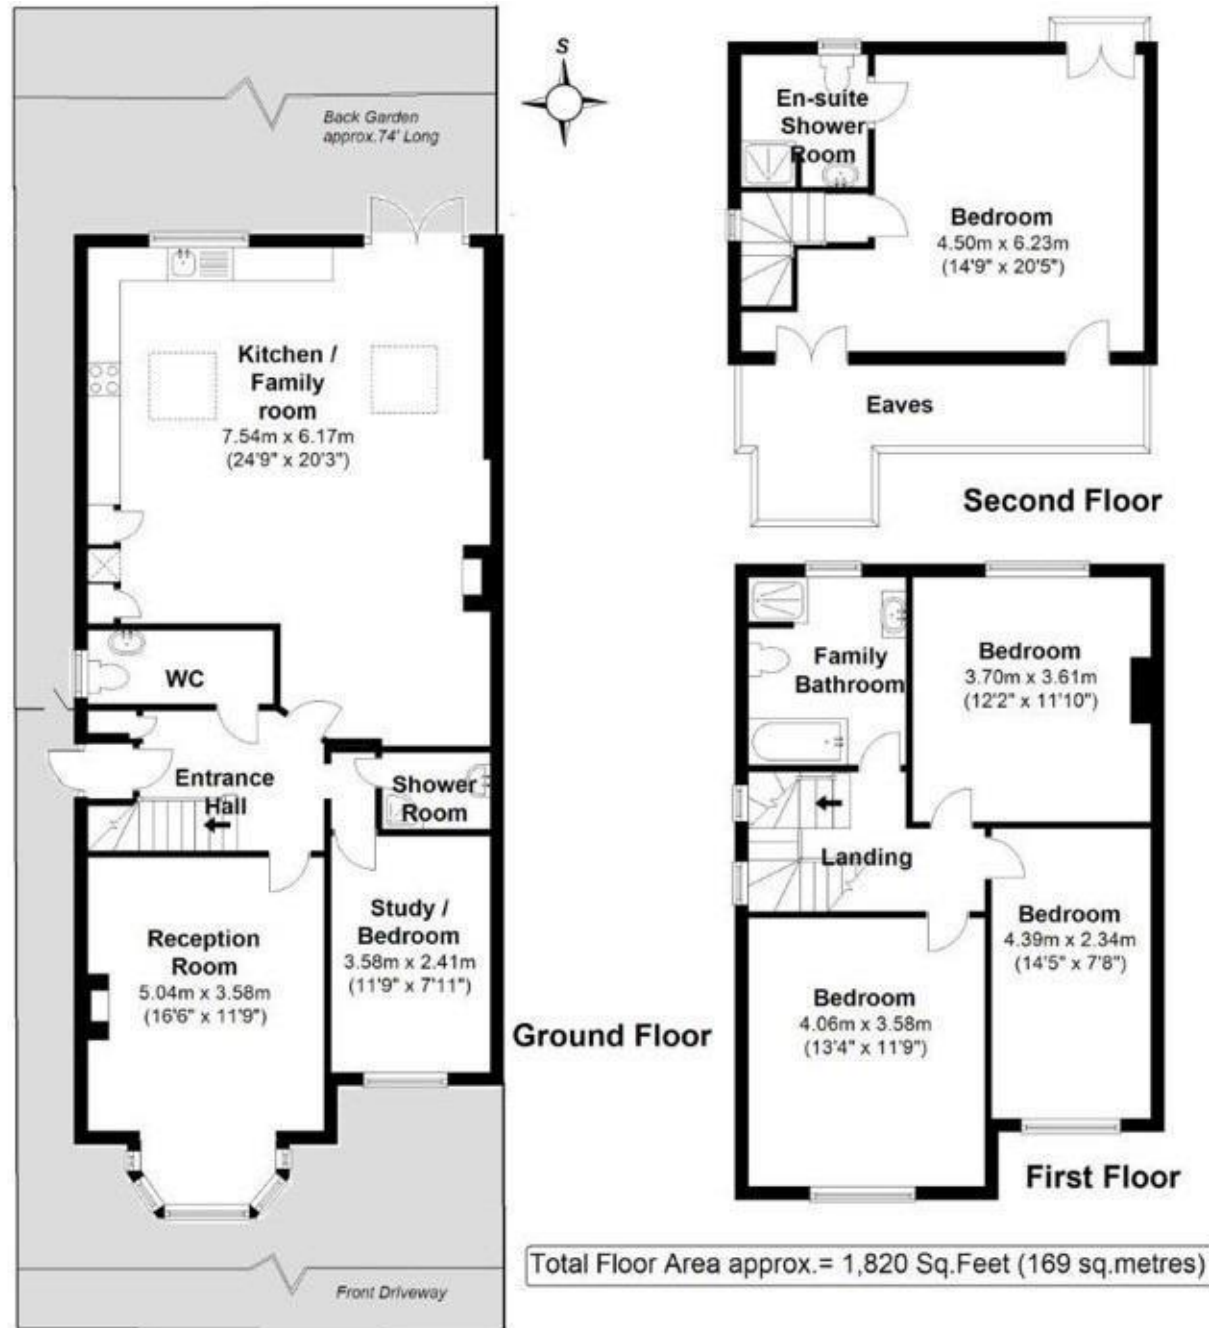 Back Garden
approx.74' Long
S
Kitchen /
Family
room
7.54m x 6.17m
(24'9" x 20'3")
WC
Entrance
Hall
Shower
Room
Reception
Room
5.04m x 3.58m
(16'6" x 11'9")
Study /
Bedroom
3.58m x 2.41m
(11'9" x 7'11")
Ground Floor
Front Driveway
En-suite
Shower
Room
Bedroom
4.50m x 6.23m
(14'9" x 20'5")
Eaves
Second Floor
Family
Bathroom
Bedroom
3.70m x 3.61m
(12'2" x 11'10")
Landing
Bedroom
4.39m x 2.34m
(14'5" x 7'8")
Bedroom
4.06m x 3.58m
(13'4" x 11'9")
First Floor
Total Floor Area approx.= 1,820 Sq.Feet (169 sq.metres)